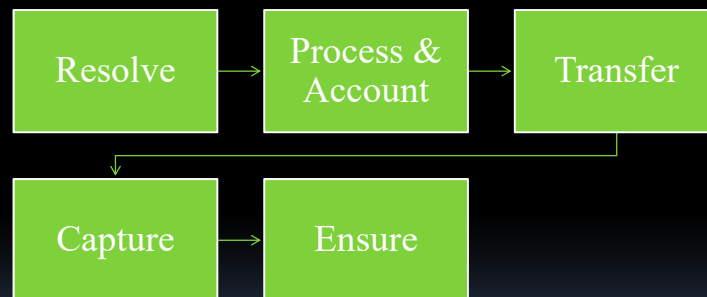 Resolve
Process &
Account
Transfer
Capture
Ensure